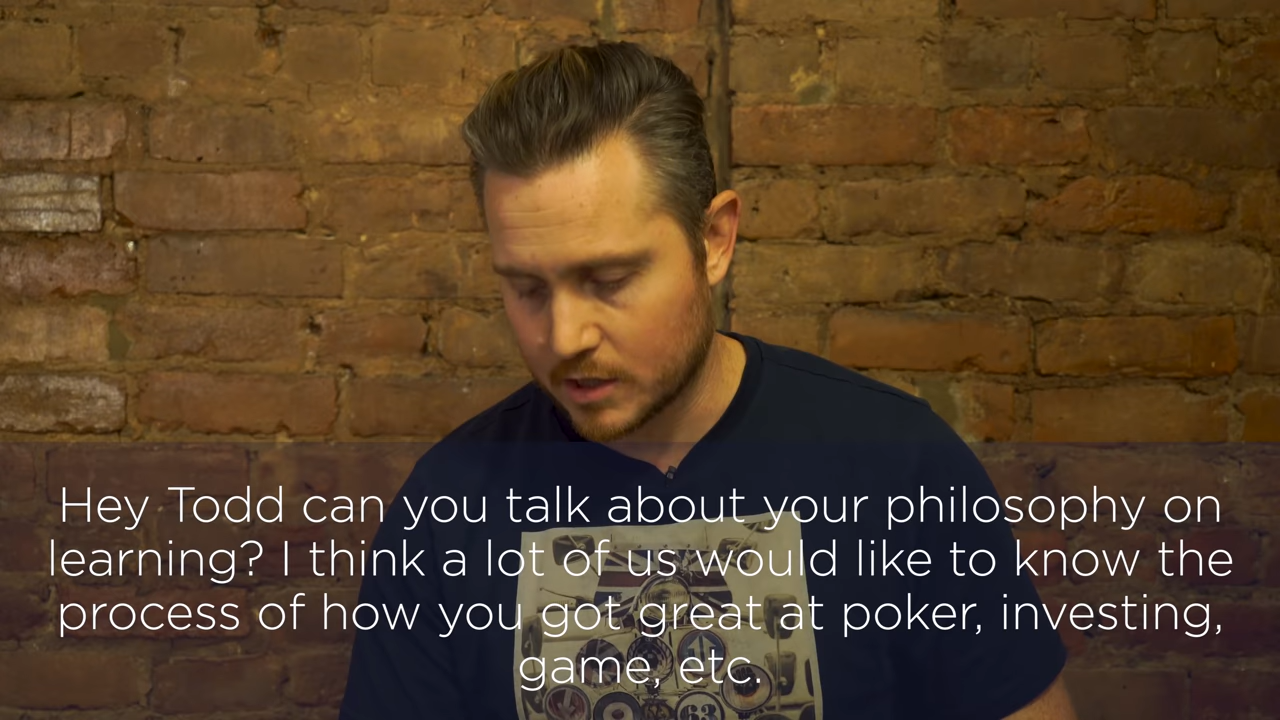 Hey Todd can you talk about your philosophy on
learning? I think a lot of us would like to know the
process of how you got great at poker, investing,
game, etc.
63